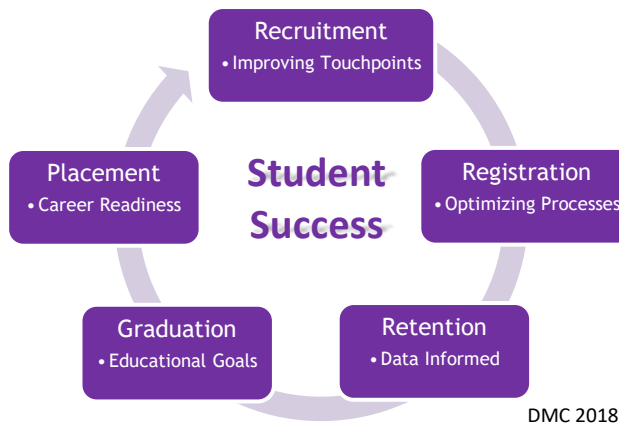 Recruitment
• Improving Touchpoints
Placement
• Career Readiness
Student
Success
Registration
• Optimizing Processes
Graduation
• Educational Goals
Retention
• Data Informed
DMC 2018